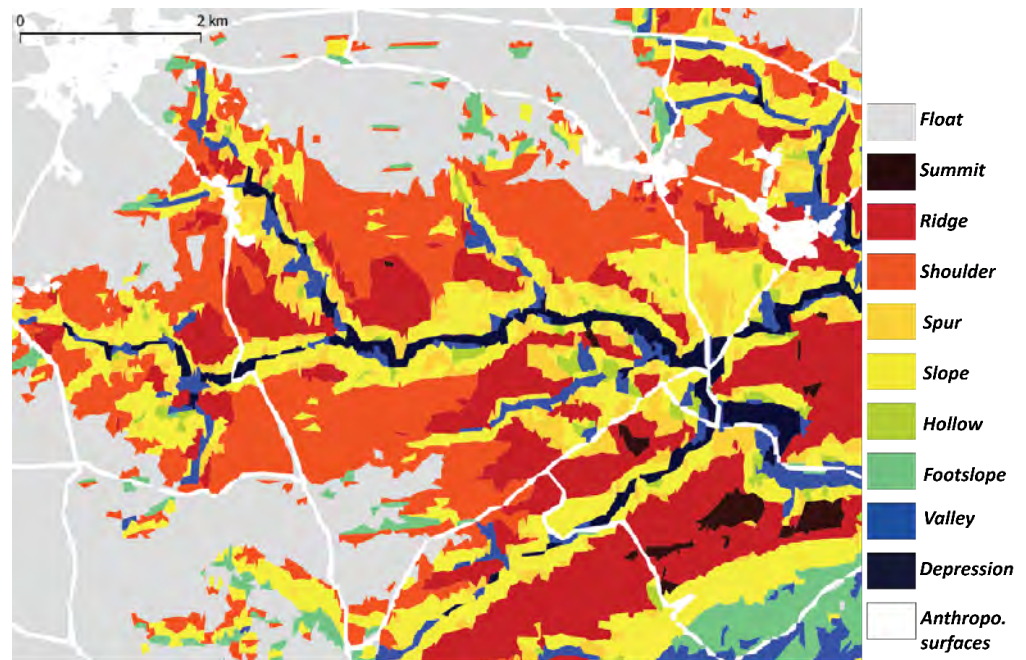 0 2 km
Float
Summit
Ridge
Shoulder
Spur
Slope
Hollow
Footslope
Valley
Depression
Anthropo.
surfaces